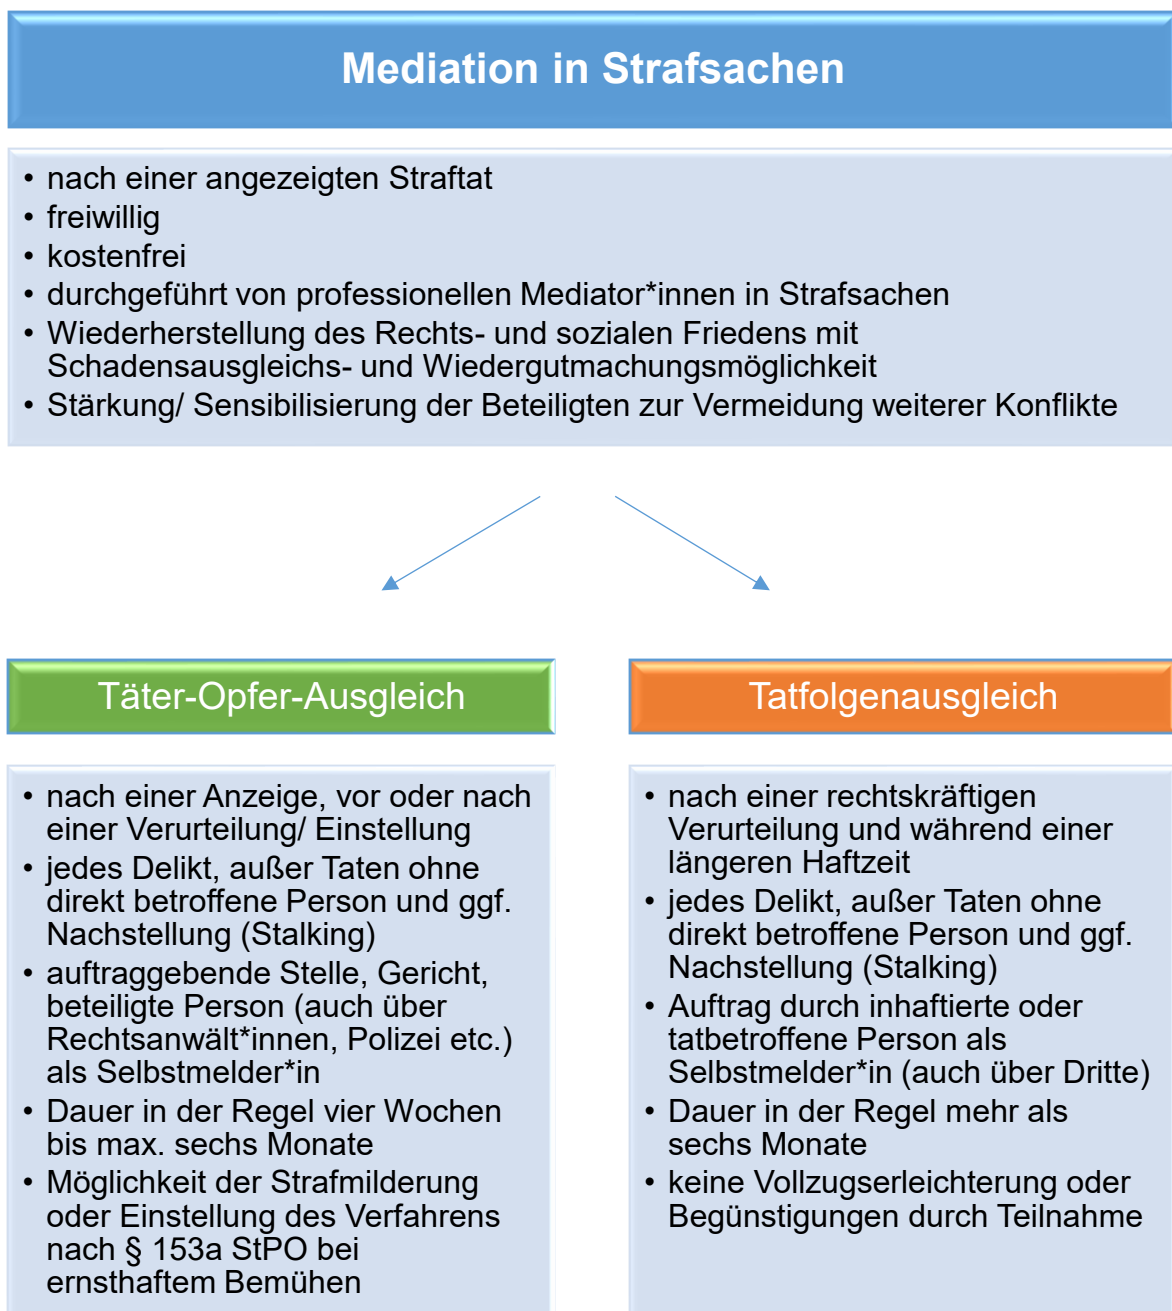 Mediation in Strafsachen
• nach einer angezeigten Straftat
• freiwillig
• kostenfrei
• durchgeführt von professionellen Mediator*innen in Strafsachen
• Wiederherstellung des Rechts- und sozialen Friedens mit
Schadensausgleichs- und Wiedergutmachungsmöglichkeit
• Stärkung/ Sensibilisierung der Beteiligten zur Vermeidung weiterer Konflikte
Täter-Opfer-Ausgleich
• nach einer Anzeige, vor oder nach
einer Verurteilung/ Einstellung
• jedes Delikt, außer Taten ohne
direkt betroffene Person und ggf.
Nachstellung (Stalking)
• auftraggebende Stelle, Gericht,
beteiligte Person (auch über
Rechtsanwält*innen, Polizei etc.)
als Selbstmelder*in
• Dauer in der Regel vier Wochen
bis max. sechs Monate
• Möglichkeit der Strafmilderung
oder Einstellung des Verfahrens
nach § 153a StPO bei
ernsthaftem Bemühen
Tatfolgenausgleich
• nach einer rechtskräftigen
Verurteilung und während einer
längeren Haftzeit
• jedes Delikt, außer Taten ohne
direkt betroffene Person und ggf.
Nachstellung (Stalking)
• Auftrag durch inhaftierte oder
tatbetroffene Person als
Selbstmelder*in (auch über Dritte)
• Dauer in der Regel mehr als
sechs Monate
• keine Vollzugserleichterung oder
Begünstigungen durch Teilnahme